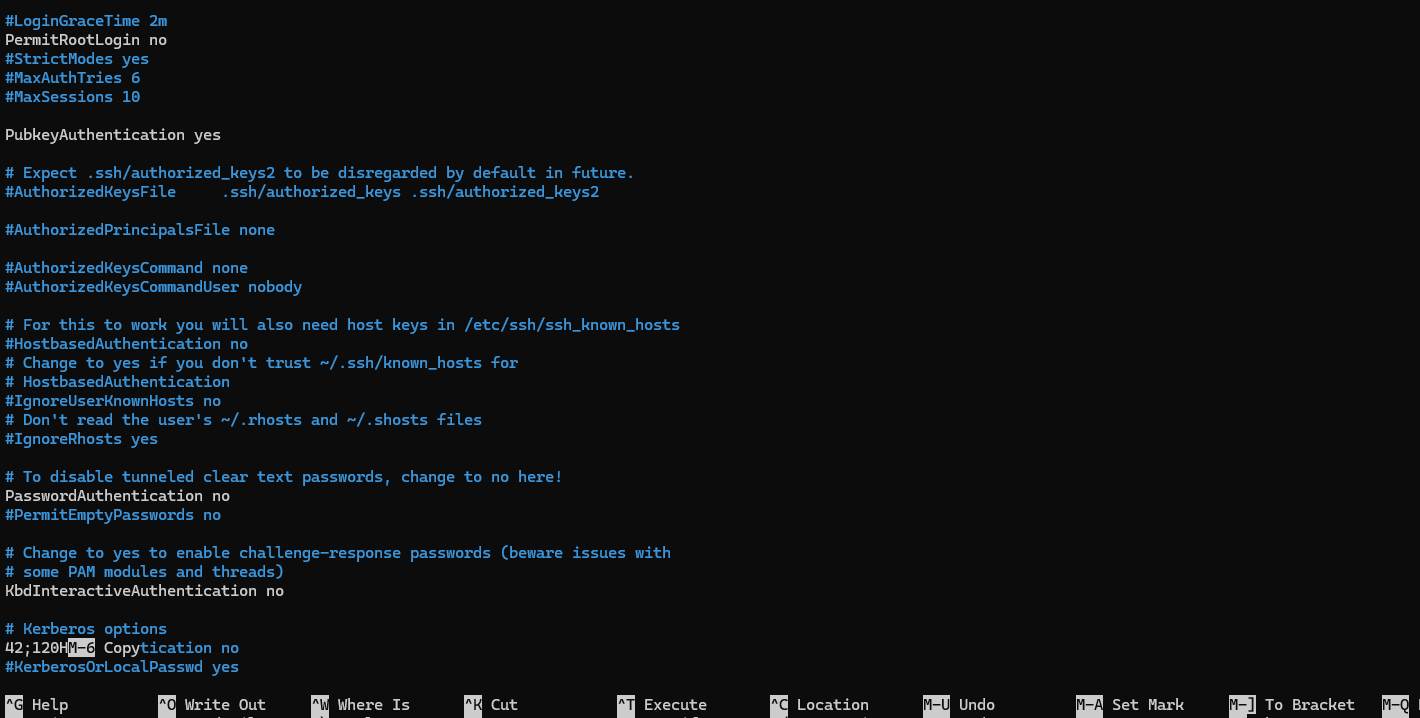 #LoginGraceTime 2m
PermitRootLogin no
#StrictModes yes
#MaxAuthTries 6
#MaxSessions 10
PubkeyAuthentication yes
# Expect .ssh/authorized_keys2 to be disregarded by default in future.
#AuthorizedKeysFile     .ssh/authorized_keys .ssh/authorized_keys2
#AuthorizedPrincipalsFile none
#AuthorizedKeysCommand none
#AuthorizedKeysCommandUser nobody
# For this to work you will also need host keys in /etc/ssh/ssh_known_hosts
#HostbasedAuthentication no
# Change to yes if you don't trust ~/.ssh/known_hosts for
# HostbasedAuthentication
#IgnoreUserKnownHosts no
# Don't read the user's ~/.rhosts and ~/.shosts files
#IgnoreRhosts yes
# To disable tunneled clear text passwords, change to no here!
PasswordAuthentication no
#PermitEmptyPasswords no
# Change to yes to enable challenge-response passwords (beware issues with
# some PAM modules and threads)
KbdInteractiveAuthentication no
# Kerberos options
42;120HM-6 Copytication no
#KerberosOrLocalPasswd yes
^G Help ^O Write Out ^W Where Is ^K Cut ^T Execute ^C Location M-U Undo M-A Set Mark M-] To Bracket M-Q